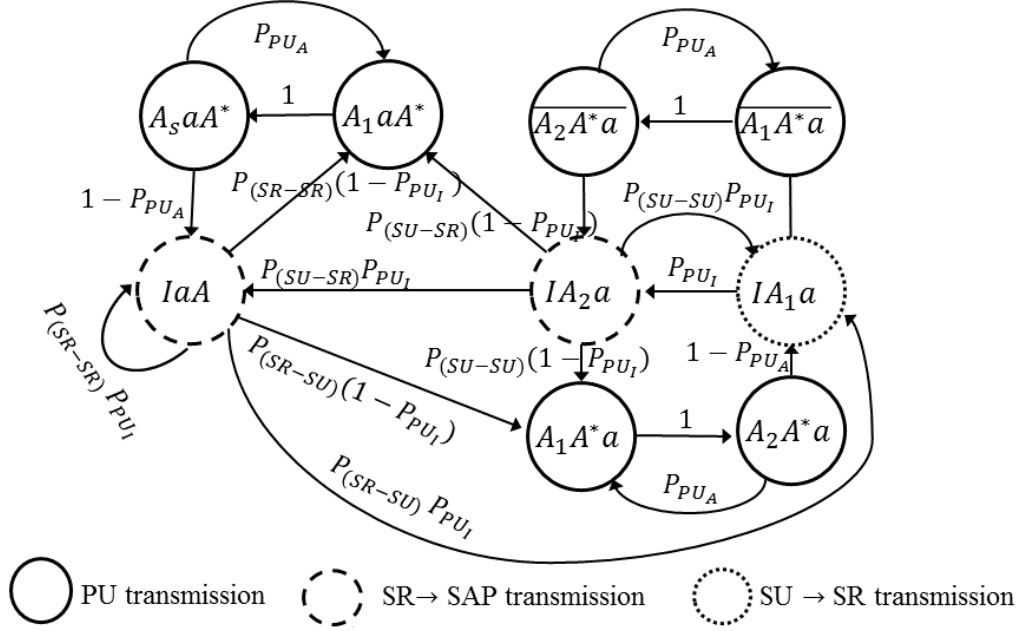 P_{PU_A}
P_{PU_A}
A_s a A^*
1
A_1 a A^*
\overline{A_2 A^* a}
1
\overline{A_1 A^* a}
1 − P_{PU_A}
P_{(SR−SR)}(1 − P_{PU_I})
P_{(SU−SR)}(1 − P_{PU_I})
P_{(SU−SU)}P_{PU_I}
IaA
P_{(SU−SR)}P_{PU_I}
IA_2 a
P_{PU_I}
IA_1 a
P_{(SR−SR)} P_{PU_I}
P_{(SR−SU)}(1 − P_{PU_I})
P_{(SU−SU)}(1 − P_{PU_I})
1 − P_{PU_A}
A_1 A^* a
1
A_2 A^* a
P_{PU_A}
P_{(SR−SU)} P_{PU_I}
PU transmission
SR→ SAP transmission
SU → SR transmission